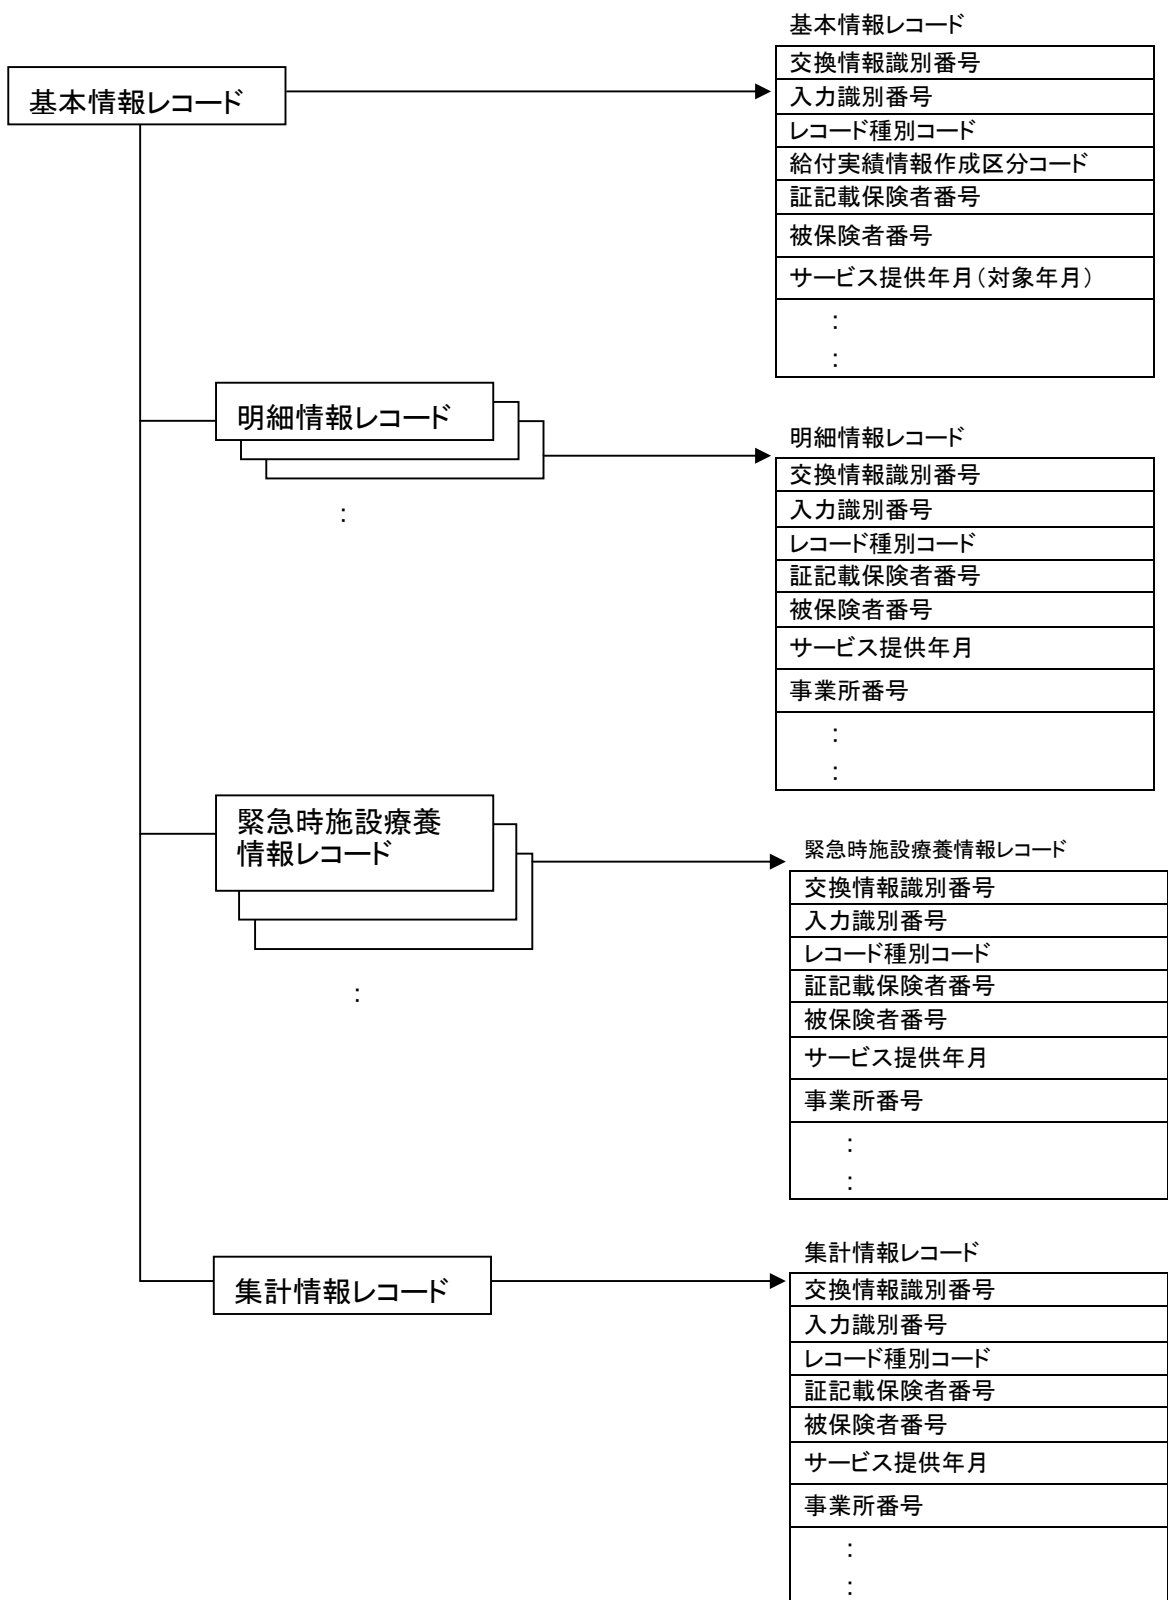 基本情報レコード
基本情報レコード
交換情報識別番号
入力識別番号
レコード種別コード
給付実績情報作成区分コード
証記載保険者番号
被保険者番号
サービス提供年月(対象年月)
:
:
明細情報レコード
:
明細情報レコード
交換情報識別番号
入力識別番号
レコード種別コード
証記載保険者番号
被保険者番号
サービス提供年月
事業所番号
:
:
緊急時施設療養
情報レコード
:
緊急時施設療養情報レコード
交換情報識別番号
入力識別番号
レコード種別コード
証記載保険者番号
被保険者番号
サービス提供年月
事業所番号
:
:
集計情報レコード
集計情報レコード
交換情報識別番号
入力識別番号
レコード種別コード
証記載保険者番号
被保険者番号
サービス提供年月
事業所番号
:
: